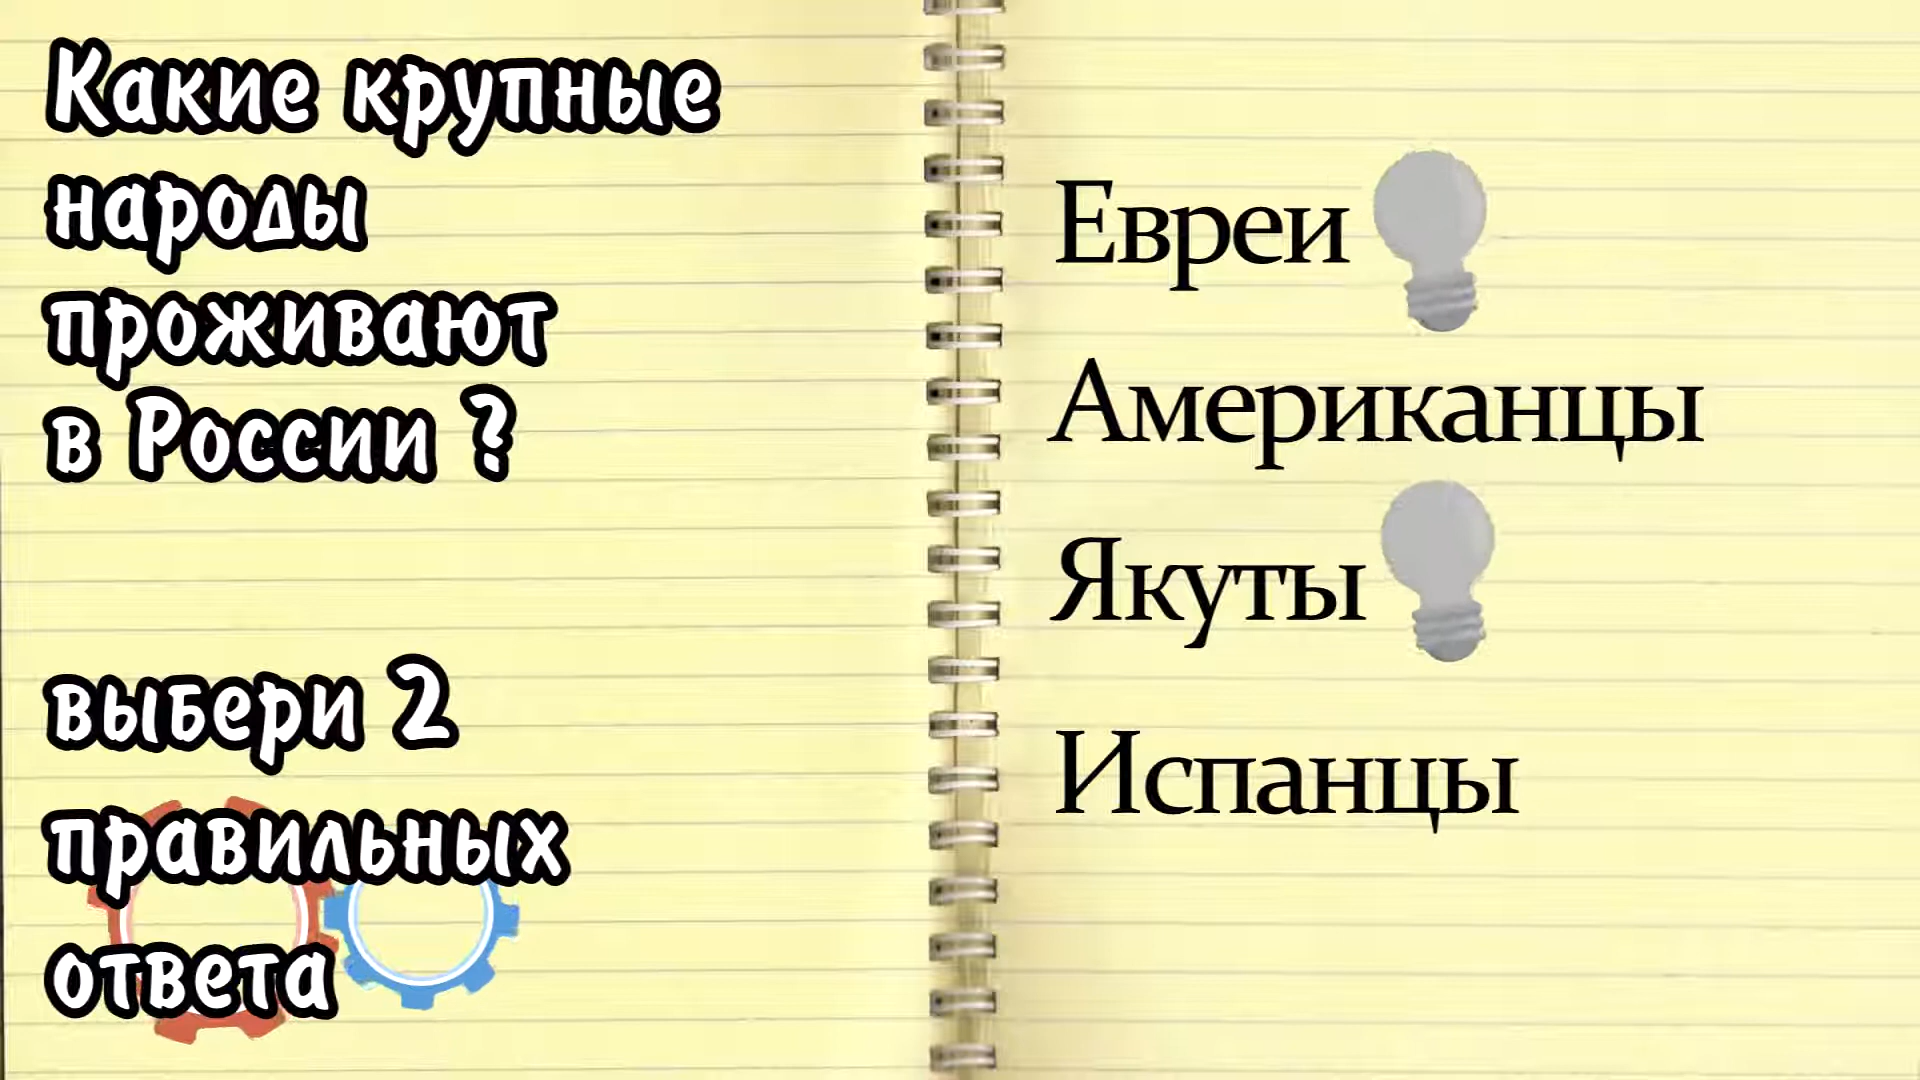 Какие крупные
народы
проживают
в России ?
выбери 2
правильных
ответа
Евреи
Американцы
Якуты
Испанцы